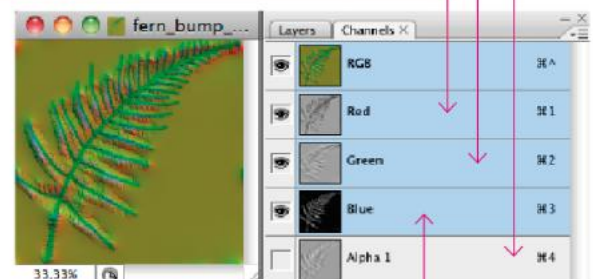 fern_bump_...
Layers Channels ×
RGB ⌘^
Red ⌘1
Green ⌘2
Blue ⌘3
Alpha 1 ⌘4
33.33%